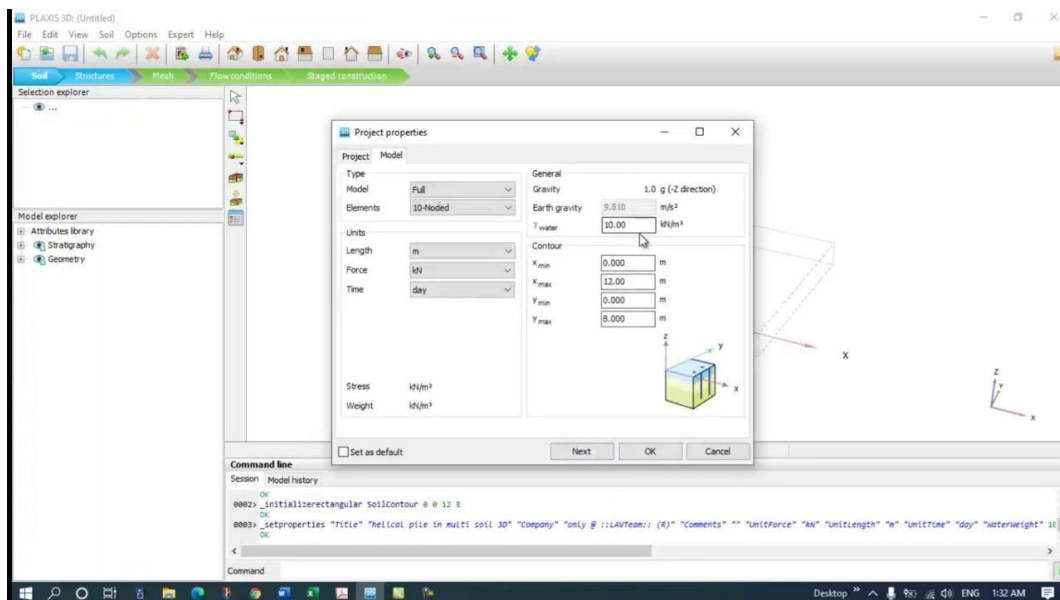 PLAXIS 3D: (Untitled)
File Edit View Soil Options Expert Help
Soil Structures Mesh Flow conditions Staged construction
Selection explorer
...
Model explorer
Attributes library
Stratigraphy
Geometry
Project properties
Project Model
Type
Model Full
Elements 10-Noded
Units
Length m
Force kN
Time day
Stress kN/m²
Weight kN/m³
General
Gravity 1.0 g (-Z direction)
Earth gravity 9.810 m/s²
γ water 10.00 kN/m³
Contour
x min 0.000 m
x max 12.00 m
y min 0.000 m
y max 8.000 m
z
y
x
Set as default
Next OK Cancel
X
Z
Y
X
Command line
Session Model history
OK
0002> _initializerectangular SoilContour 0 0 12 8
OK
0003> _setproperties "Title" "helical pile in multi soil 3D" "Company" "only @ ::LAVTeam:: (R)" "Comments" "" "UnitForce" "kN" "UnitLength" "m" "UnitTime" "day" "WaterWeight" 10
OK
Command
Desktop » ENG 1:32 AM